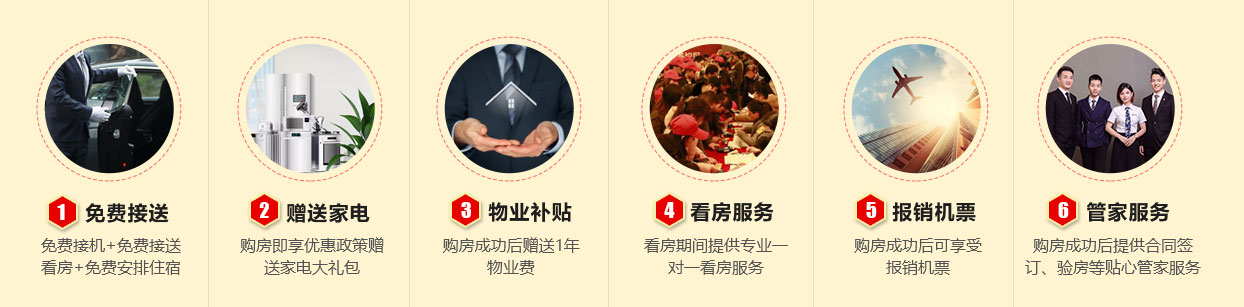 1 免费接送
免费接机+免费接送
看房+免费安排住宿
2 赠送家电
购房即享优惠政策赠
送家电大礼包
3 物业补贴
购房成功后赠送1年
物业费
4 看房服务
看房期间提供专业一
对一看房服务
5 报销机票
购房成功后可享受
报销机票
6 管家服务
购房成功后提供合同签
订、验房等贴心管家服务